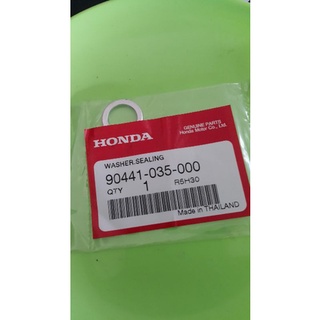 HONDA
GENUINE PARTS
Honda Motor Co., Ltd.
WASHER,SEALING
90441-035-000
QTY 1 R5H30
Made in THAILAND